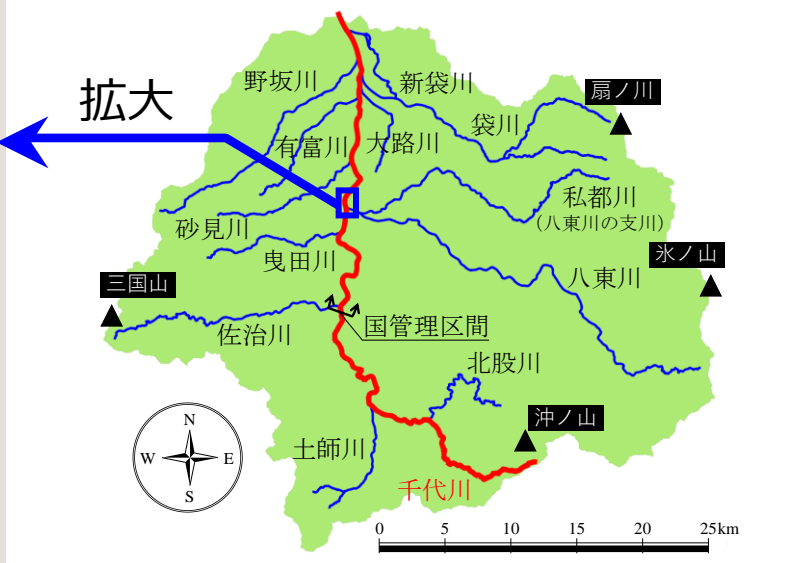 野坂川
新袋川
扇ノ川
拡大
袋川
有富川
大路川
私都川
(八東川の支川)
砂見川
氷ノ山
曳田川
八東川
三国山
佐治川
国管理区間
北股川
沖ノ山
N
W
E
S
土師川
千代川
0
5
10
15
20
25km